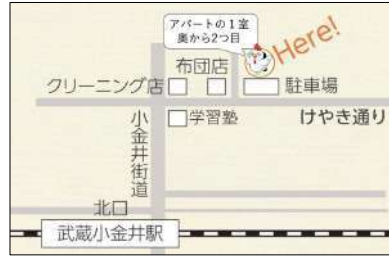 アパートの1室
奥から2つ目
Here!
布団店
クリーニング店
駐車場
学習塾
けやき通り
小金井街道
北口
武蔵小金井駅